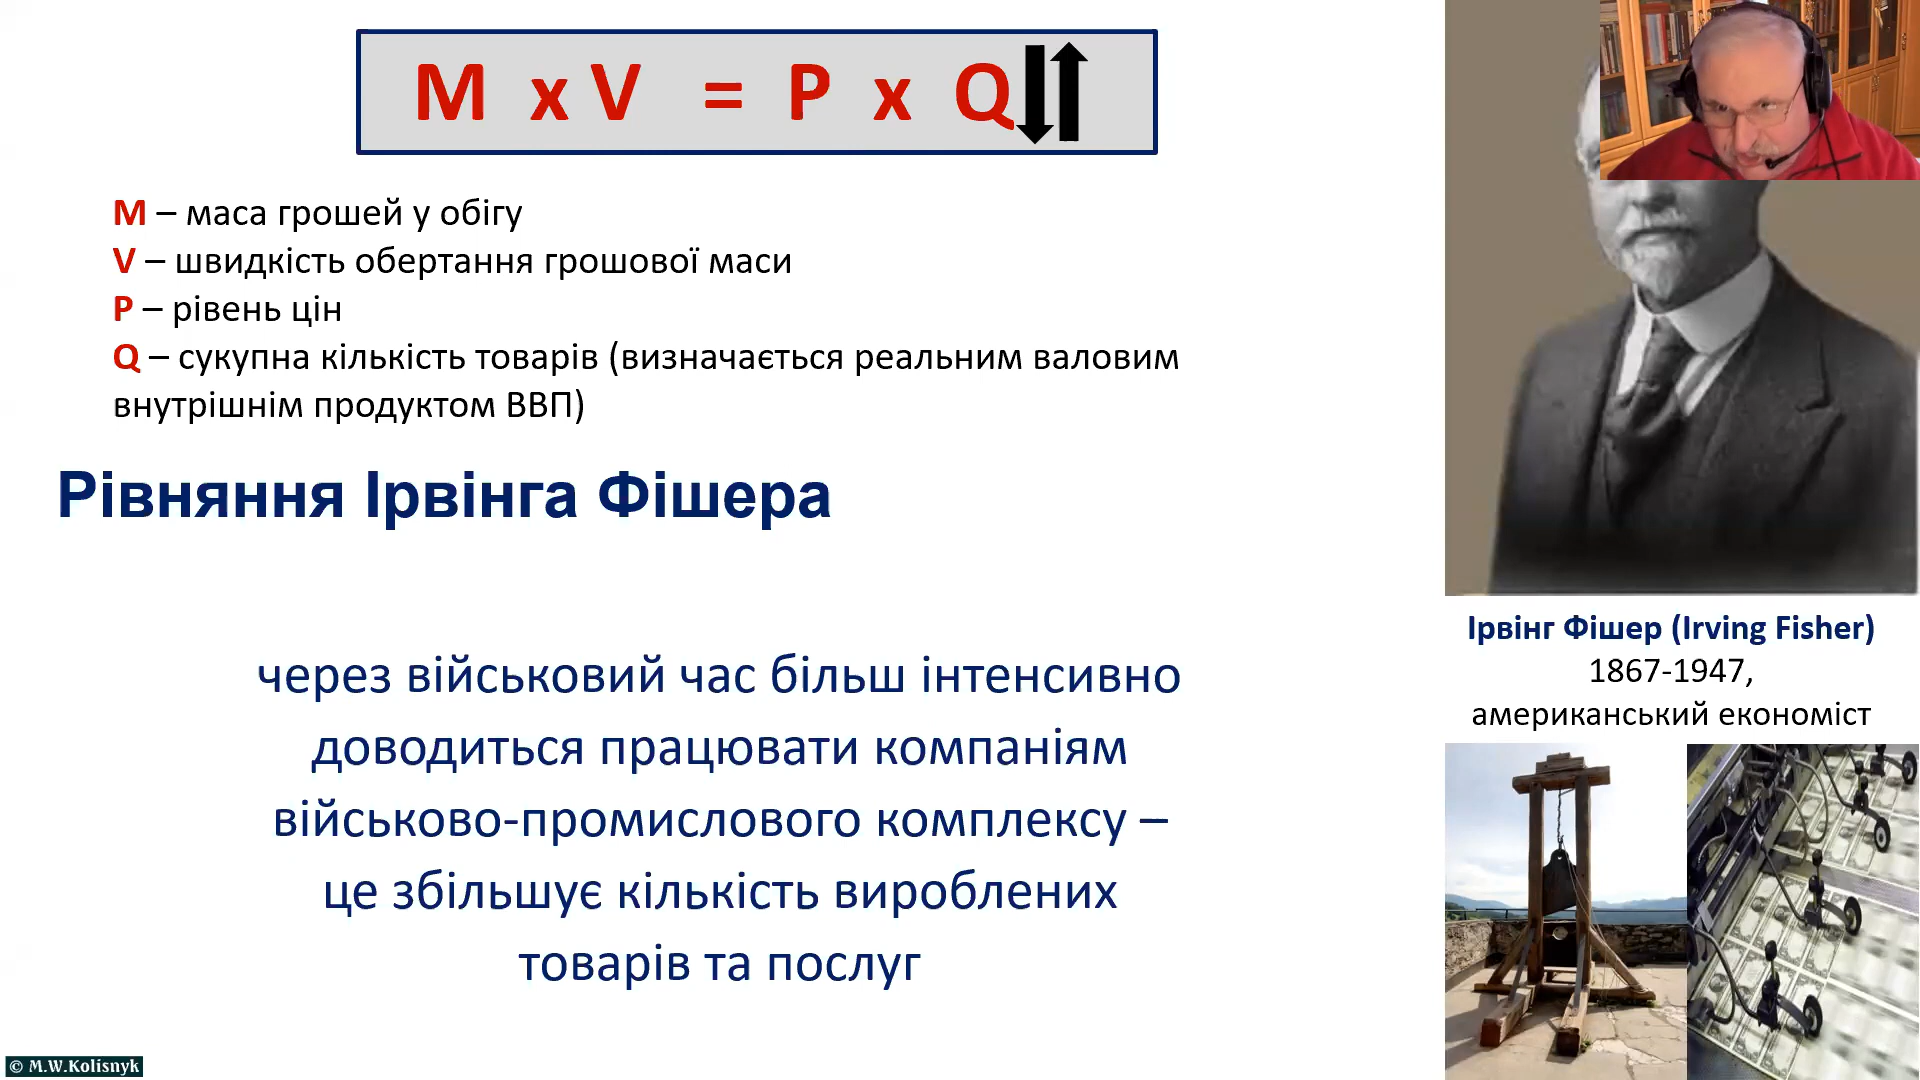 M x V = P x Q
M – маса грошей у обігу
V – швидкість обертання грошової маси
P – рівень цін
Q – сукупна кількість товарів (визначається реальним валовим
внутрішнім продуктом ВВП)
Рівняння Ірвінга Фішера
через військовий час більш інтенсивно
доводиться працювати компаніям
військово-промислового комплексу –
це збільшує кількість вироблених
товарів та послуг
Ірвінг Фішер (Irving Fisher)
1867-1947,
американський економіст
© M.W.Kolisnyk